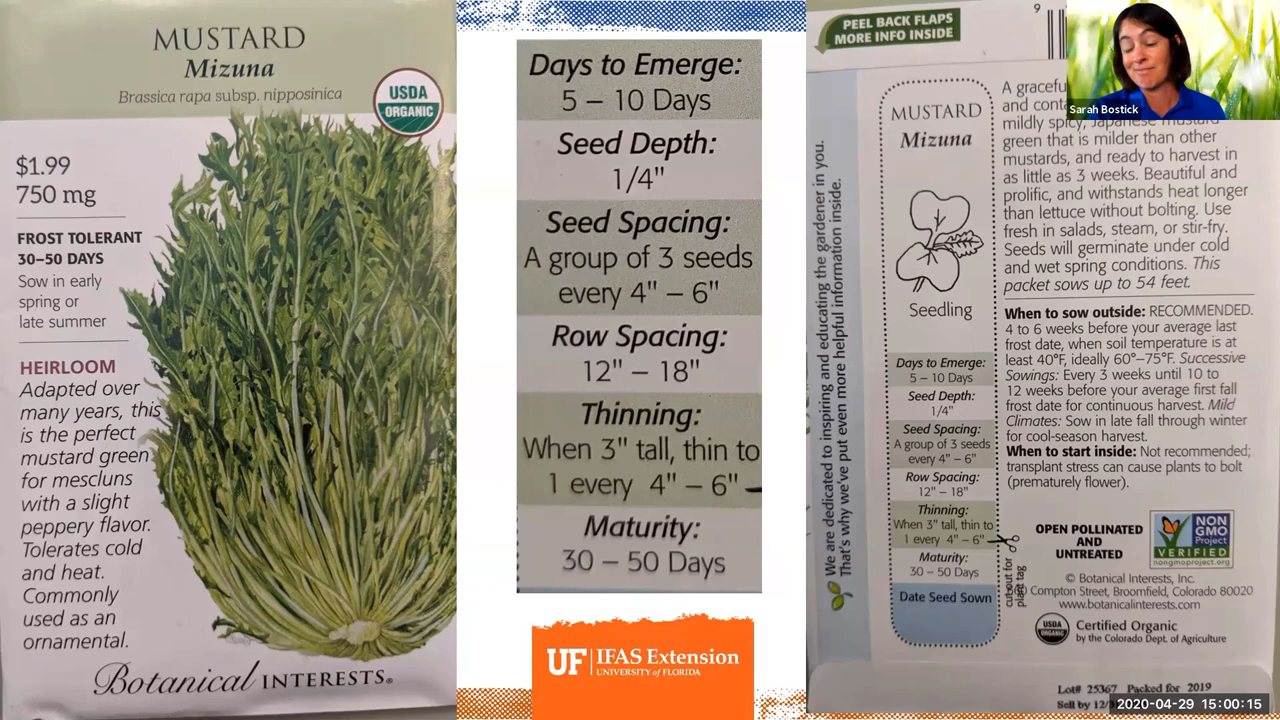 MUSTARD
Mizuna
Brassica rapa subsp. nipposinica
USDA
ORGANIC
$1.99
750 mg
FROST TOLERANT
30–50 DAYS
Sow in early
spring or
late summer
HEIRLOOM
Adapted over
many years, this
is the perfect
mustard green
for mescluns
with a slight
peppery flavor.
Tolerates cold
and heat.
Commonly
used as an
ornamental.
Botanical INTERESTS®
Days to Emerge:
5 – 10 Days
Seed Depth:
1/4"
Seed Spacing:
A group of 3 seeds
every 4" – 6"
Row Spacing:
12" – 18"
Thinning:
When 3" tall, thin to
1 every 4" – 6"
Maturity:
30 – 50 Days
UF IFAS Extension
UNIVERSITY of FLORIDA
PEEL BACK FLAPS
MORE INFO INSIDE
9
Sarah Bostick
We are dedicated to inspiring and educating the gardener in you.
That's why we've put even more helpful information inside.
MUSTARD
Mizuna
Seedling
Days to Emerge:
5 – 10 Days
Seed Depth:
1/4"
Seed Spacing:
A group of 3 seeds
every 4" – 6"
Row Spacing:
12" – 18"
Thinning:
When 3" tall, thin to
1 every 4" – 6"
Maturity:
30 – 50 Days
Date Seed Sown
plant tag
A
and
mildly spicy, Japanese mustard
green that is milder than other
mustards, and ready to harvest in
as little as 3 weeks. Beautiful and
prolific, and withstands heat longer
than lettuce without bolting. Use
fresh in salads, steam, or stir-fry.
Seeds will germinate under cold
and wet spring conditions. This
packet sows up to 54 feet.
When to sow outside: RECOMMENDED.
4 to 6 weeks before your average last
frost date, when soil temperature is at
least 40°F, ideally 60°–75°F. Successive
Sowings: Every 3 weeks until 10 to
12 weeks before your average first fall
frost date for continuous harvest. Mild
Climates: Sow in late fall through winter
for cool-season harvest.
When to start inside: Not recommended;
transplant stress can cause plants to bolt
(prematurely flower).
OPEN POLLINATED
AND
UNTREATED
NON
GMO
Project
VERIFIED
nongmoproject.org
© Botanical Interests, Inc.
Compton Street, Broomfield, Colorado 80020
www.botanicalinterests.com
USDA
ORGANIC
Certified Organic
by the Colorado Dept. of Agriculture
Lot# 25367 Packed for 2019
Sell by
2020-04-29 15:00:15